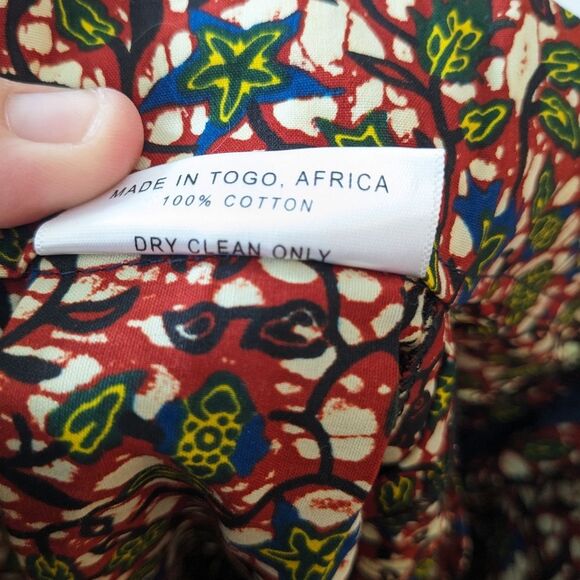 MADE IN TOGO, AFRICA
100% COTTON
DRY CLEAN ONLY